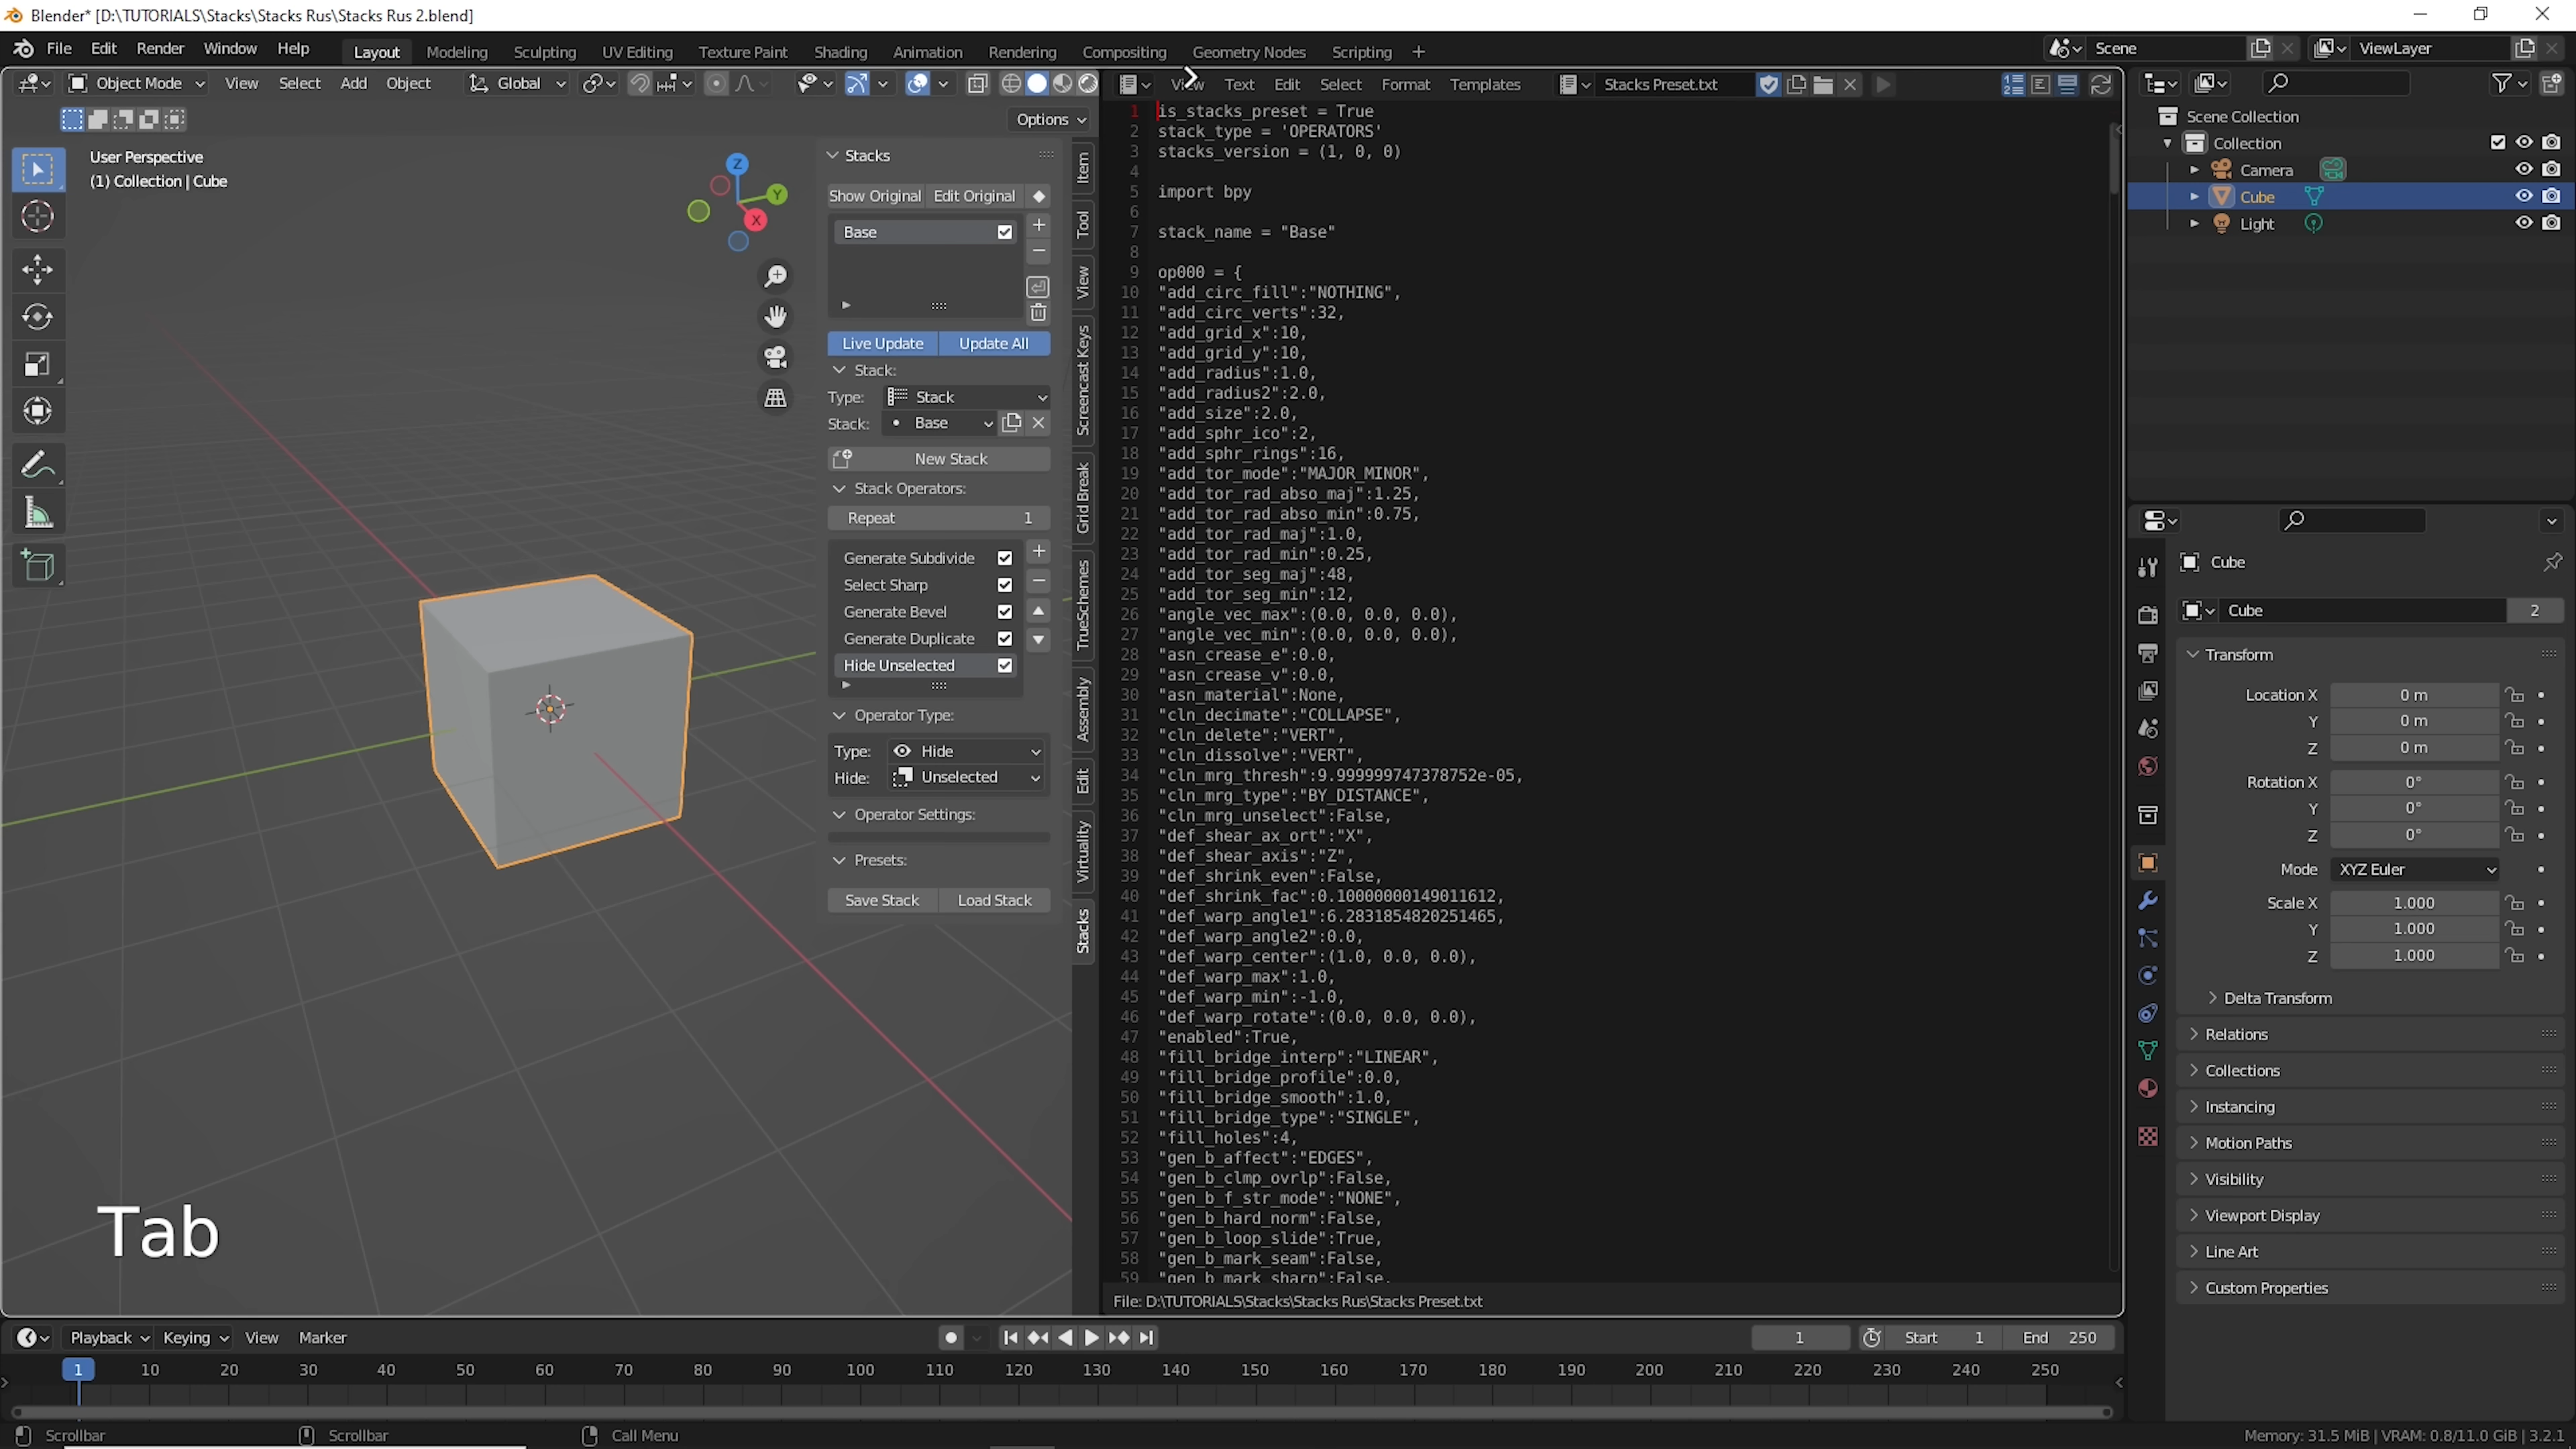 Blender* [D:\TUTORIALS\Stacks\Stacks Rus\Stacks Rus 2.blend]
File Edit Render Window Help Layout Modeling Sculpting UV Editing Texture Paint Shading Animation Rendering Compositing Geometry Nodes Scripting + Scene ViewLayer
Object Mode View Select Add Object Global
Options
User Perspective
(1) Collection | Cube
Z
Y
X
Stacks
Show Original Edit Original
Base
Live Update Update All
Stack:
Type: Stack
Stack: Base
New Stack
Stack Operators:
Repeat 1
Generate Subdivide
Select Sharp
Generate Bevel
Generate Duplicate
Hide Unselected
Operator Type:
Type: Hide
Hide: Unselected
Operator Settings:
Presets:
Save Stack Load Stack
Item
Tool
View
Screencast Keys
Grid Break
TrueSchemes
Assembly
Edit
Virtuality
Stacks
Tab
View Text Edit Select Format Templates Stacks Preset.txt
1 is_stacks_preset = True
2 stack_type = 'OPERATORS'
3 stacks_version = (1, 0, 0)
4
5 import bpy
6
7 stack_name = "Base"
8
9 op000 = {
10 "add_circ_fill":"NOTHING",
11 "add_circ_verts":32,
12 "add_grid_x":10,
13 "add_grid_y":10,
14 "add_radius":1.0,
15 "add_radius2":2.0,
16 "add_size":2.0,
17 "add_sphr_ico":2,
18 "add_sphr_rings":16,
19 "add_tor_mode":"MAJOR_MINOR",
20 "add_tor_rad_abso_maj":1.25,
21 "add_tor_rad_abso_min":0.75,
22 "add_tor_rad_maj":1.0,
23 "add_tor_rad_min":0.25,
24 "add_tor_seg_maj":48,
25 "add_tor_seg_min":12,
26 "angle_vec_max":(0.0, 0.0, 0.0),
27 "angle_vec_min":(0.0, 0.0, 0.0),
28 "asn_crease_e":0.0,
29 "asn_crease_v":0.0,
30 "asn_material":None,
31 "cln_decimate":"COLLAPSE",
32 "cln_delete":"VERT",
33 "cln_dissolve":"VERT",
34 "cln_mrg_thresh":9.999999747378752e-05,
35 "cln_mrg_type":"BY_DISTANCE",
36 "cln_mrg_unselect":False,
37 "def_shear_ax_ort":"X",
38 "def_shear_axis":"Z",
39 "def_shrink_even":False,
40 "def_shrink_fac":0.10000000149011612,
41 "def_warp_angle1":6.2831854820251465,
42 "def_warp_angle2":0.0,
43 "def_warp_center":(1.0, 0.0, 0.0),
44 "def_warp_max":1.0,
45 "def_warp_min":-1.0,
46 "def_warp_rotate":(0.0, 0.0, 0.0),
47 "enabled":True,
48 "fill_bridge_interp":"LINEAR",
49 "fill_bridge_profile":0.0,
50 "fill_bridge_smooth":1.0,
51 "fill_bridge_type":"SINGLE",
52 "fill_holes":4,
53 "gen_b_affect":"EDGES",
54 "gen_b_clmp_ovrlp":False,
55 "gen_b_f_str_mode":"NONE",
56 "gen_b_hard_norm":False,
57 "gen_b_loop_slide":True,
58 "gen_b_mark_seam":False,
59 "gen_b_mark_sharp":False,
File: D:\TUTORIALS\Stacks\Stacks Rus\Stacks Preset.txt
Scene Collection
Collection
Camera
Cube
Light
Cube
Cube 2
Transform
Location X 0 m
Y 0 m
Z 0 m
Rotation X 0°
Y 0°
Z 0°
Mode XYZ Euler
Scale X 1.000
Y 1.000
Z 1.000
Delta Transform
Relations
Collections
Instancing
Motion Paths
Visibility
Viewport Display
Line Art
Custom Properties
Playback Keying View Marker 1 Start 1 End 250
1 10 20 30 40 50 60 70 80 90 100 110 120 130 140 150 160 170 180 190 200 210 220 230 240 250
Scrollbar Scrollbar Call Menu Memory: 31.5 MiB | VRAM: 0.8/11.0 GiB | 3.2.1